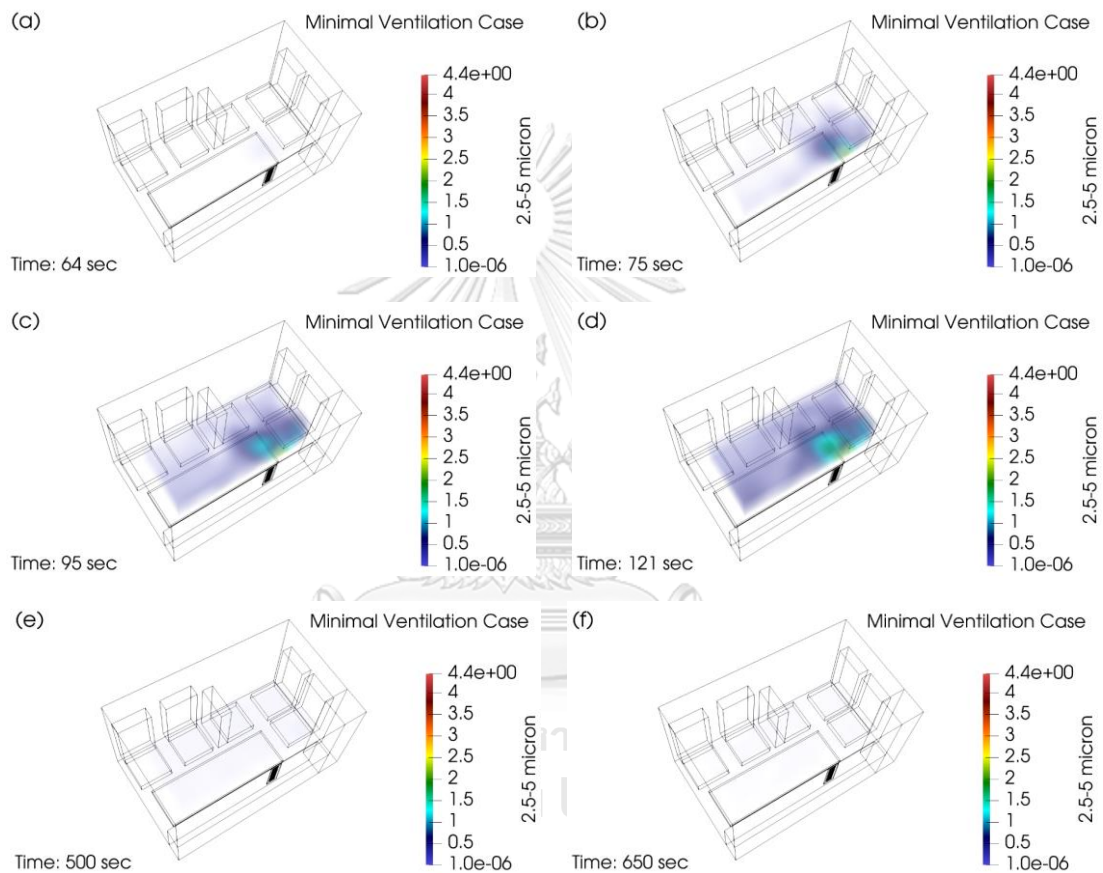 (a)
Minimal Ventilation Case
4.4e+00
4
3.5
3
2.5
2
1.5
1
0.5
1.0e-06
2.5-5 micron
Time: 64 sec
(b)
Minimal Ventilation Case
4.4e+00
4
3.5
3
2.5
2
1.5
1
0.5
1.0e-06
2.5-5 micron
Time: 75 sec
(c)
Minimal Ventilation Case
4.4e+00
4
3.5
3
2.5
2
1.5
1
0.5
1.0e-06
2.5-5 micron
Time: 95 sec
(d)
Minimal Ventilation Case
4.4e+00
4
3.5
3
2.5
2
1.5
1
0.5
1.0e-06
2.5-5 micron
Time: 121 sec
(e)
Minimal Ventilation Case
4.4e+00
4
3.5
3
2.5
2
1.5
1
0.5
1.0e-06
2.5-5 micron
Time: 500 sec
(f)
Minimal Ventilation Case
4.4e+00
4
3.5
3
2.5
2
1.5
1
0.5
1.0e-06
2.5-5 micron
Time: 650 sec